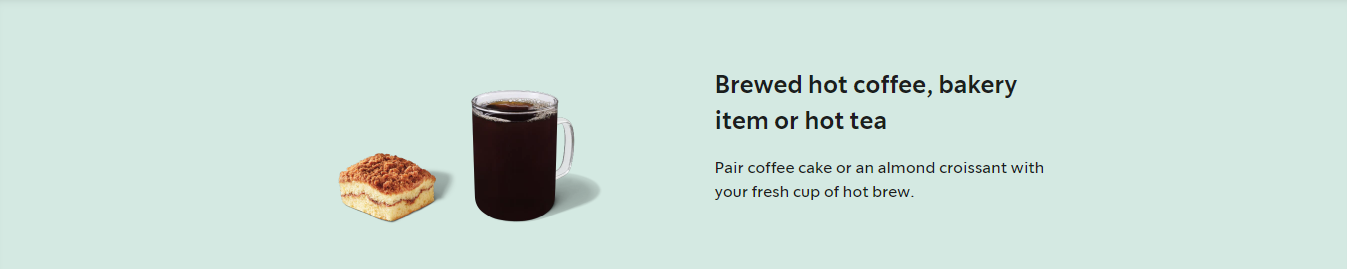 Brewed hot coffee, bakery
item or hot tea
Pair coffee cake or an almond croissant with
your fresh cup of hot brew.